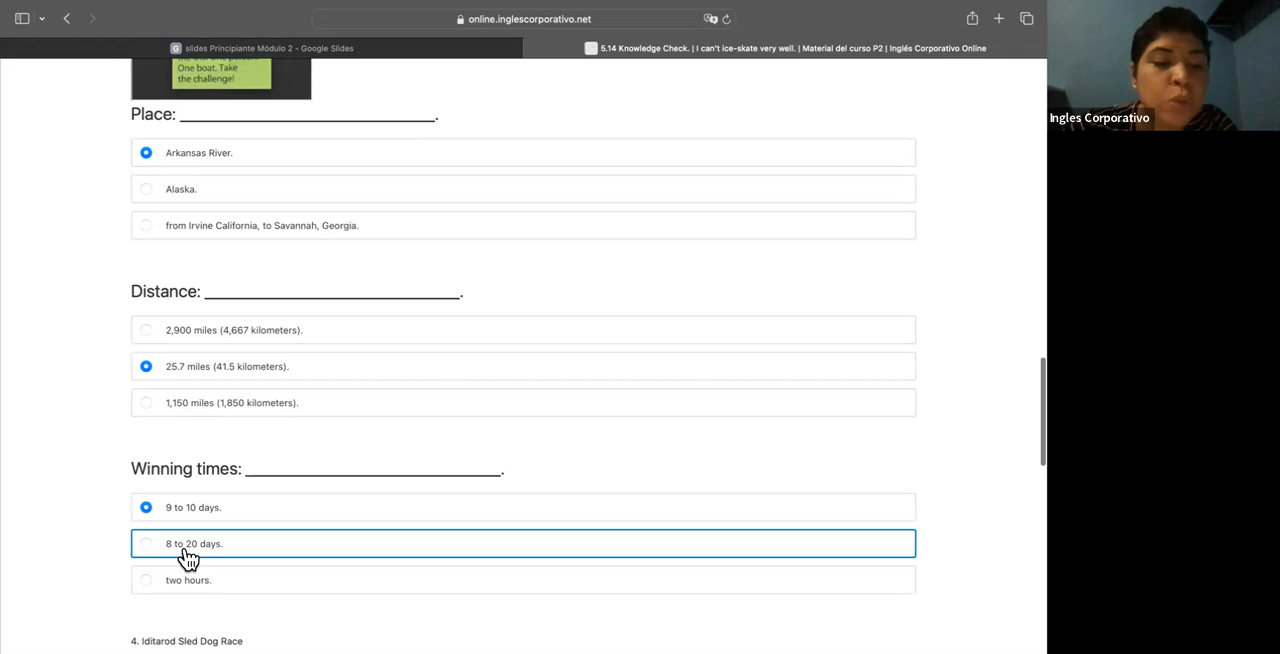 online.inglescorporativo.net
slides Principiante Módulo 2 - Google Slides
5.14 Knowledge Check. | I can't ice-skate very well. | Material del curso P2 | Inglés Corporativo Online
One boat. Take
the challenge!
Ingles Corporativo
Place: ______________________________.
Arkansas River.
Alaska.
from Irvine California, to Savannah, Georgia.
Distance: ______________________________.
2,900 miles (4,667 kilometers).
25.7 miles (41.5 kilometers).
1,150 miles (1,850 kilometers).
Winning times: ______________________________.
9 to 10 days.
8 to 20 days.
two hours.
4. Iditarod Sled Dog Race